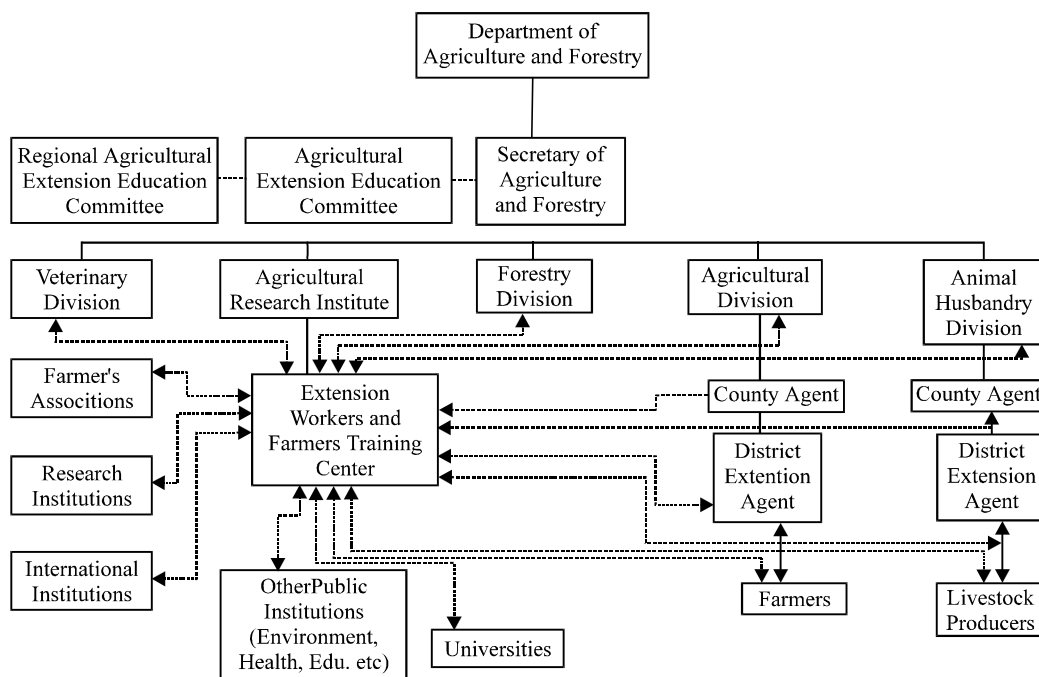 Department of
Agriculture and Forestry
Regional Agricultural
Extension Education
Committee
Agricultural
Extension Education
Committee
Secretary of
Agriculture
and Forestry
Veterinary
Division
Agricultural
Research Institute
Forestry
Division
Agricultural
Division
Animal
Husbandry
Division
Farmer's
Associtions
Extension
Workers and
Farmers Training
Center
County Agent
County Agent
Research
Institutions
District
Extention
Agent
District
Extension
Agent
International
Institutions
OtherPublic
Institutions
(Environment,
Health, Edu. etc)
Universities
Farmers
Livestock
Producers